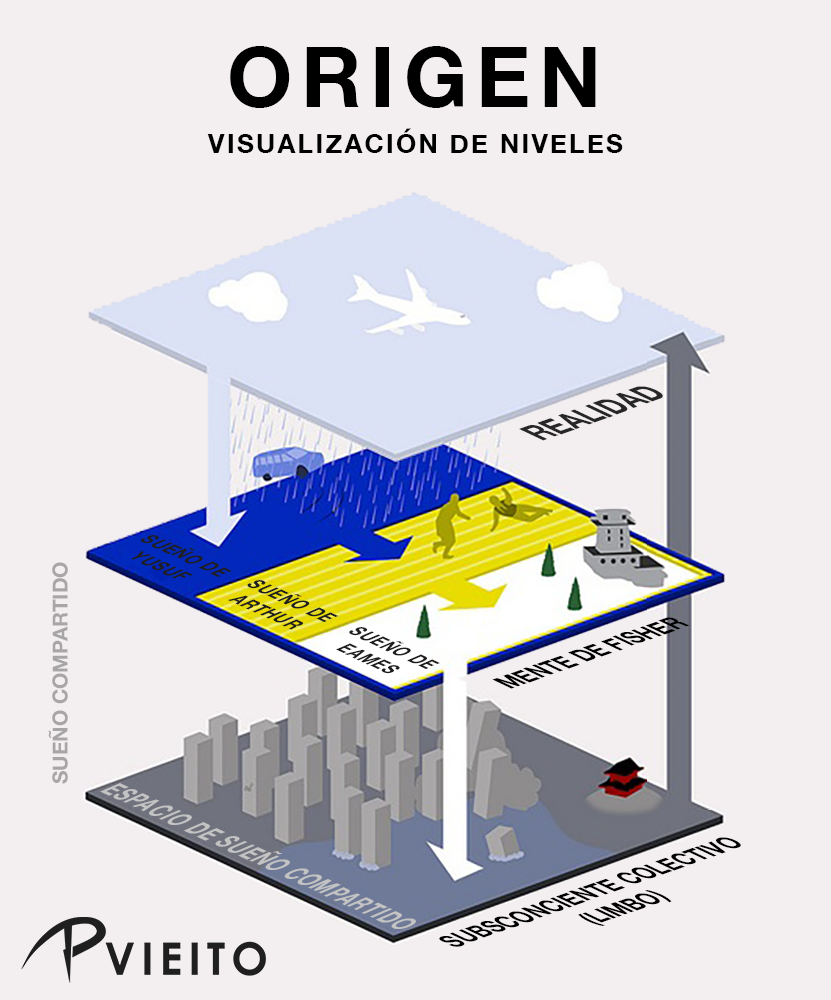 ORIGEN
VISUALIZACIÓN DE NIVELES
REALIDAD
SUEÑO DE
YUSUF
SUEÑO DE
ARTHUR
SUEÑO DE
EAMES
MENTE DE FISHER
SUEÑO COMPARTIDO
ESPACIO DE SUEÑO COMPARTIDO
SUBSCONCIENTE COLECTIVO
(LIMBO)
PVIEITO